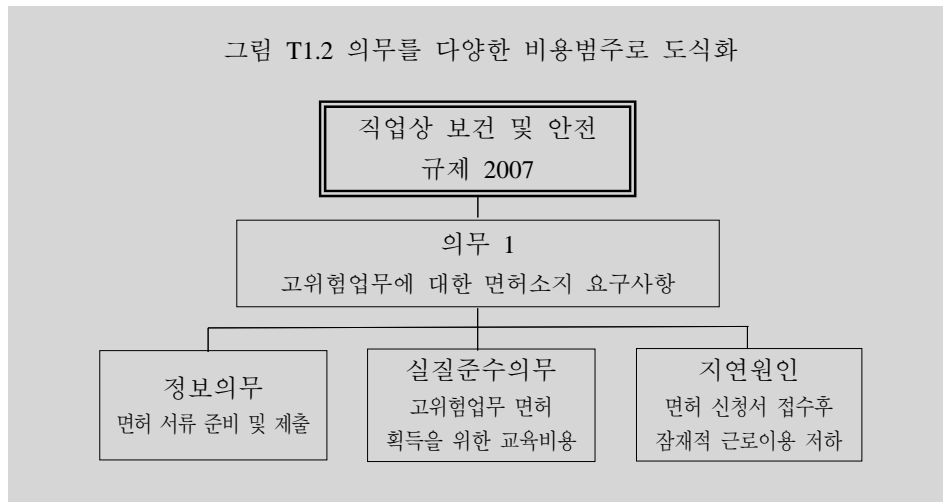 그림 T1.2 의무를 다양한 비용범주로 도식화
직업상 보건 및 안전
규제 2007
의무 1
고위험업무에 대한 면허소지 요구사항
정보의무
면허 서류 준비 및 제출
실질준수의무
고위험업무 면허
획득을 위한 교육비용
지연원인
면허 신청서 접수후
잠재적 근로이용 저하